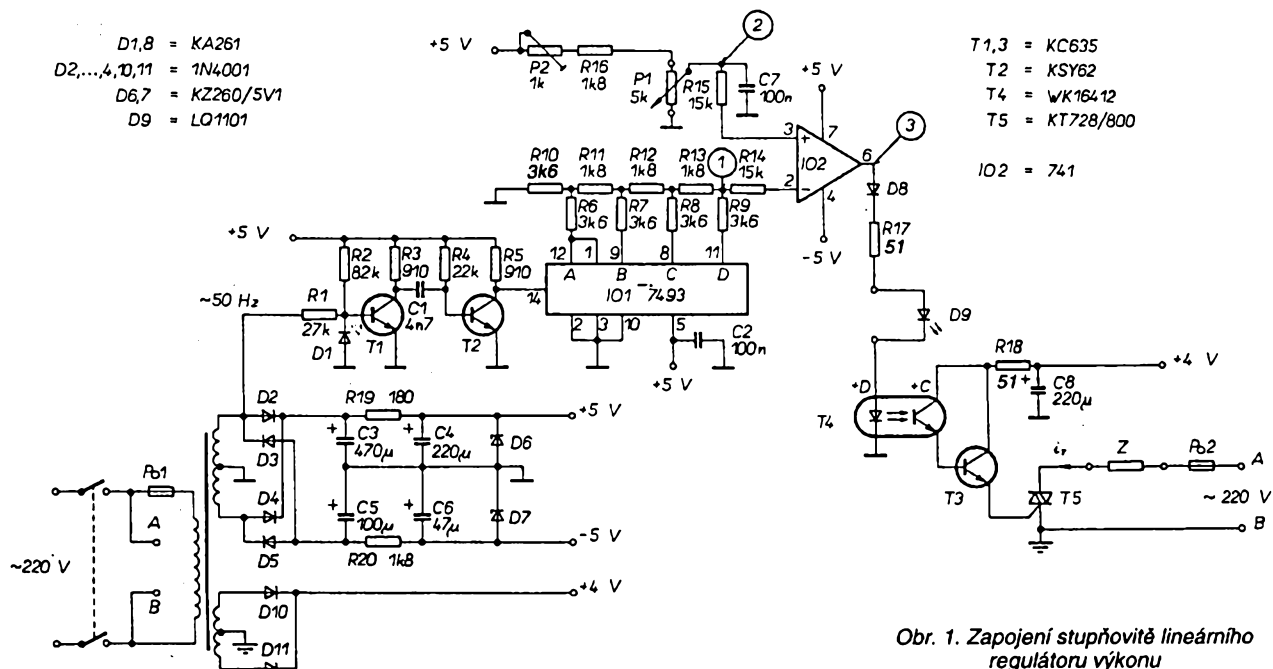 D1,8 = KA261
D2,...,4,10,11 = 1N4001
D6,7 = KZ260/5V1
D9 = LQ1101
T1,3 = KC635
T2 = KSY62
T4 = WK16412
T5 = KT728/800
IO2 = 741
+5 V
P2
1k
R16
1k8
P1
5k
2
R15
15k
C7
100n
+5 V
3
+
7
IO2
6
3
2
-
4
-5 V
D8
R17
51
D9
R10
3k6
R11
1k8
R12
1k8
R13
1k8
1
R14
15k
R6
3k6
R7
3k6
R8
3k6
R9
3k6
12
1
9
8
11
A
B
C
D
14
IO1 - 7493
2
3
10
5
C2
100n
+5 V
+5 V
R2
82k
R3
910
R4
22k
R5
910
~50 Hz
R1
27k
D1
T1
C1
4n7
T2
+D
+C
T4
R18
51
+
C8
220µ
+4 V
T3
iT
Z
Po2
A
T5
~ 220 V
B
D2
R19
180
+5 V
D3
+
C3
470µ
+
C4
220µ
D6
D4
+
C5
100µ
+
C6
47µ
D7
D5
R20
1k8
-5 V
Po1
A
~220 V
B
D10
+4 V
D11
Obr. 1. Zapojení stupňovitě lineárního
regulátoru výkonu